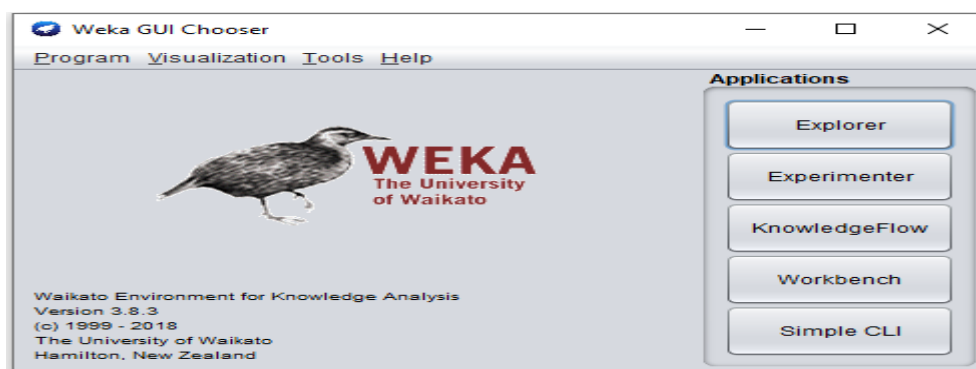 Weka GUI Chooser
Program Visualization Tools Help
Applications
Explorer
Experimenter
KnowledgeFlow
Workbench
Simple CLI
WEKA
The University
of Waikato
Waikato Environment for Knowledge Analysis
Version 3.8.3
(c) 1999 - 2018
The University of Waikato
Hamilton, New Zealand